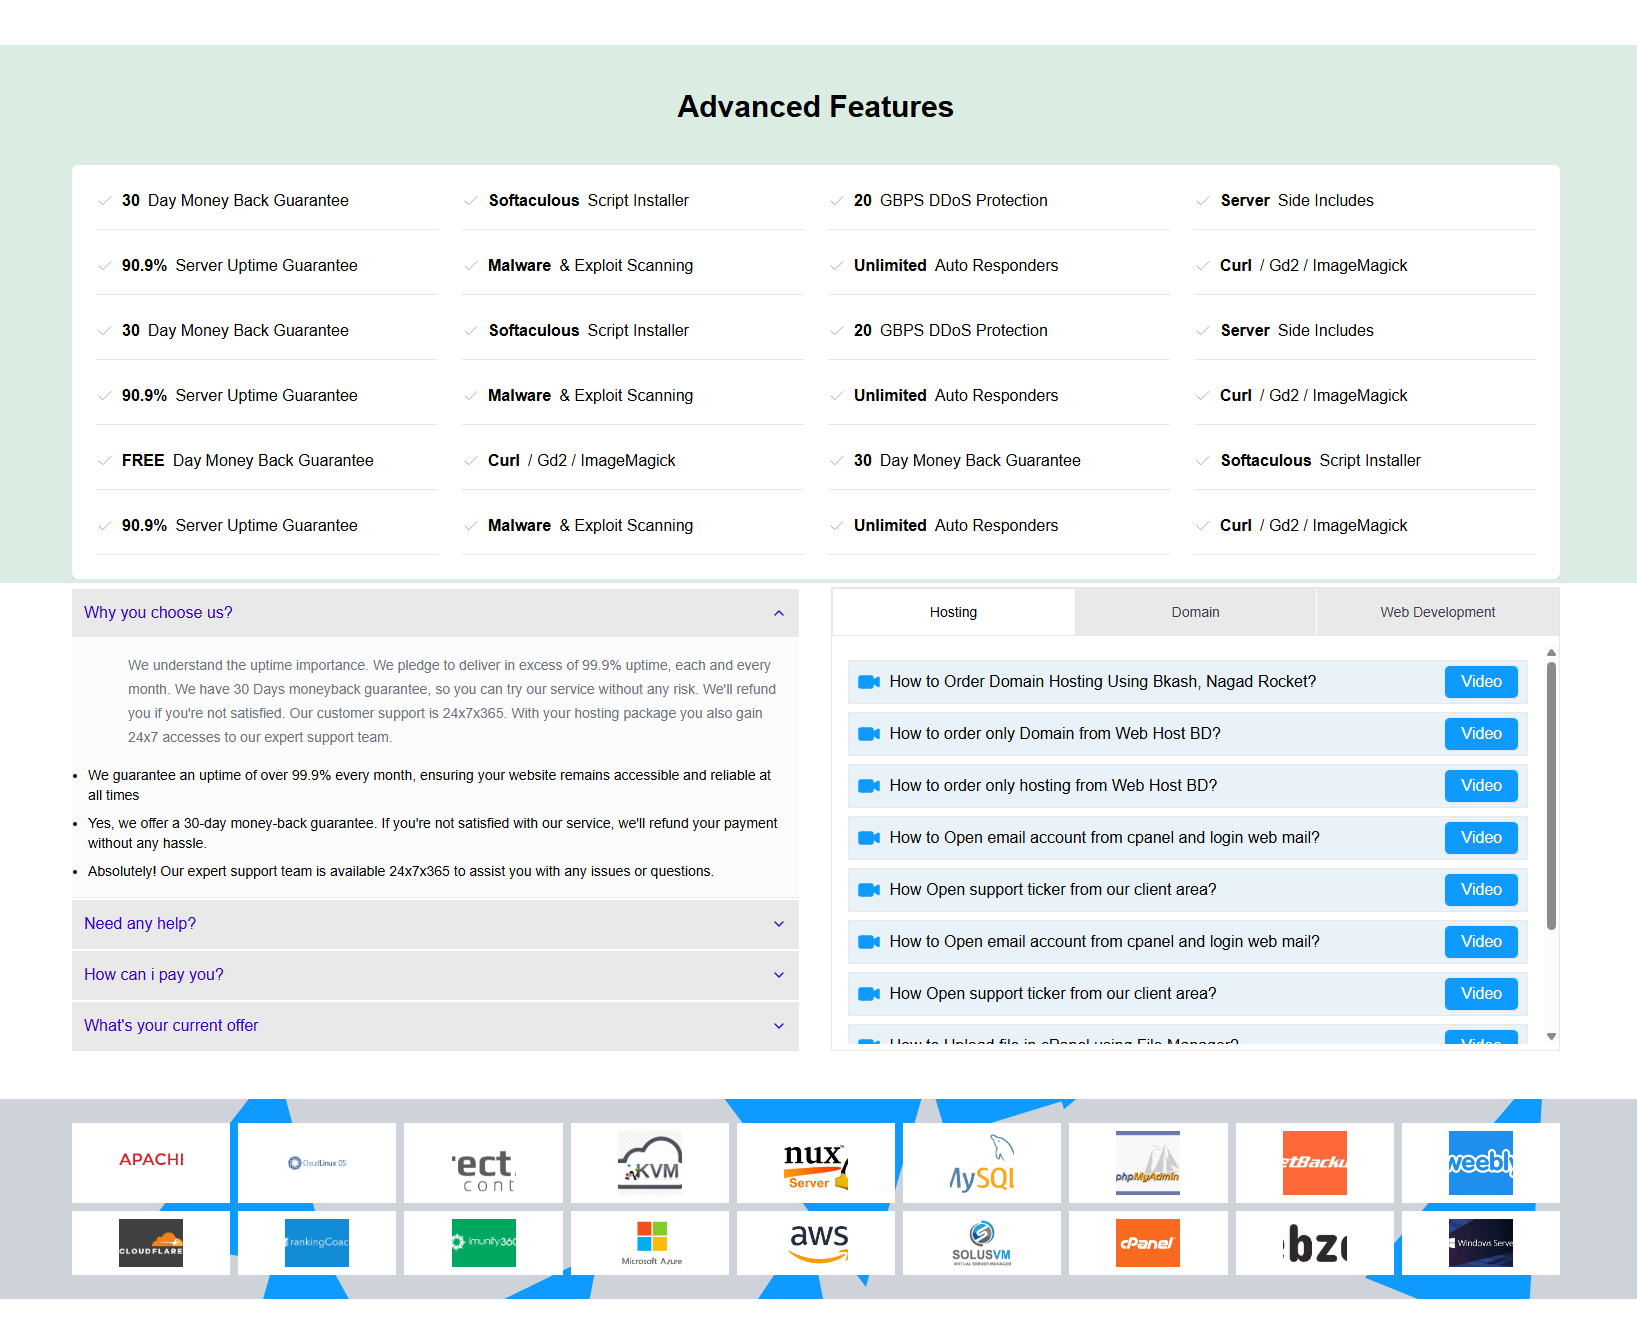 Advanced Features
30 Day Money Back Guarantee
Softaculous Script Installer
20 GBPS DDoS Protection
Server Side Includes
90.9% Server Uptime Guarantee
Malware & Exploit Scanning
Unlimited Auto Responders
Curl / Gd2 / ImageMagick
30 Day Money Back Guarantee
Softaculous Script Installer
20 GBPS DDoS Protection
Server Side Includes
90.9% Server Uptime Guarantee
Malware & Exploit Scanning
Unlimited Auto Responders
Curl / Gd2 / ImageMagick
FREE Day Money Back Guarantee
Curl / Gd2 / ImageMagick
30 Day Money Back Guarantee
Softaculous Script Installer
90.9% Server Uptime Guarantee
Malware & Exploit Scanning
Unlimited Auto Responders
Curl / Gd2 / ImageMagick
Why you choose us?
We understand the uptime importance. We pledge to deliver in excess of 99.9% uptime, each and every
month. We have 30 Days moneyback guarantee, so you can try our service without any risk. We'll refund
you if you're not satisfied. Our customer support is 24x7x365. With your hosting package you also gain
24x7 accesses to our expert support team.
• We guarantee an uptime of over 99.9% every month, ensuring your website remains accessible and reliable at
all times
• Yes, we offer a 30-day money-back guarantee. If you're not satisfied with our service, we'll refund your payment
without any hassle.
• Absolutely! Our expert support team is available 24x7x365 to assist you with any issues or questions.
Need any help?
How can i pay you?
What's your current offer
Hosting
Domain
Web Development
How to Order Domain Hosting Using Bkash, Nagad Rocket?
Video
How to order only Domain from Web Host BD?
Video
How to order only hosting from Web Host BD?
Video
How to Open email account from cpanel and login web mail?
Video
How Open support ticker from our client area?
Video
How to Open email account from cpanel and login web mail?
Video
How Open support ticker from our client area?
Video
How to Upload file in cPanel using File Manager?
Video
APACHI
CloudLinux OS
rect
cont
KVM
nux
Server
MySQL
phpMyAdmin
etBacku
weebly
CLOUDFLARE
rankingCoac
imunify360
Microsoft Azure
aws
SOLUSVM
VIRTUAL SERVER MANAGER
cPanel
bz
Windows Serve